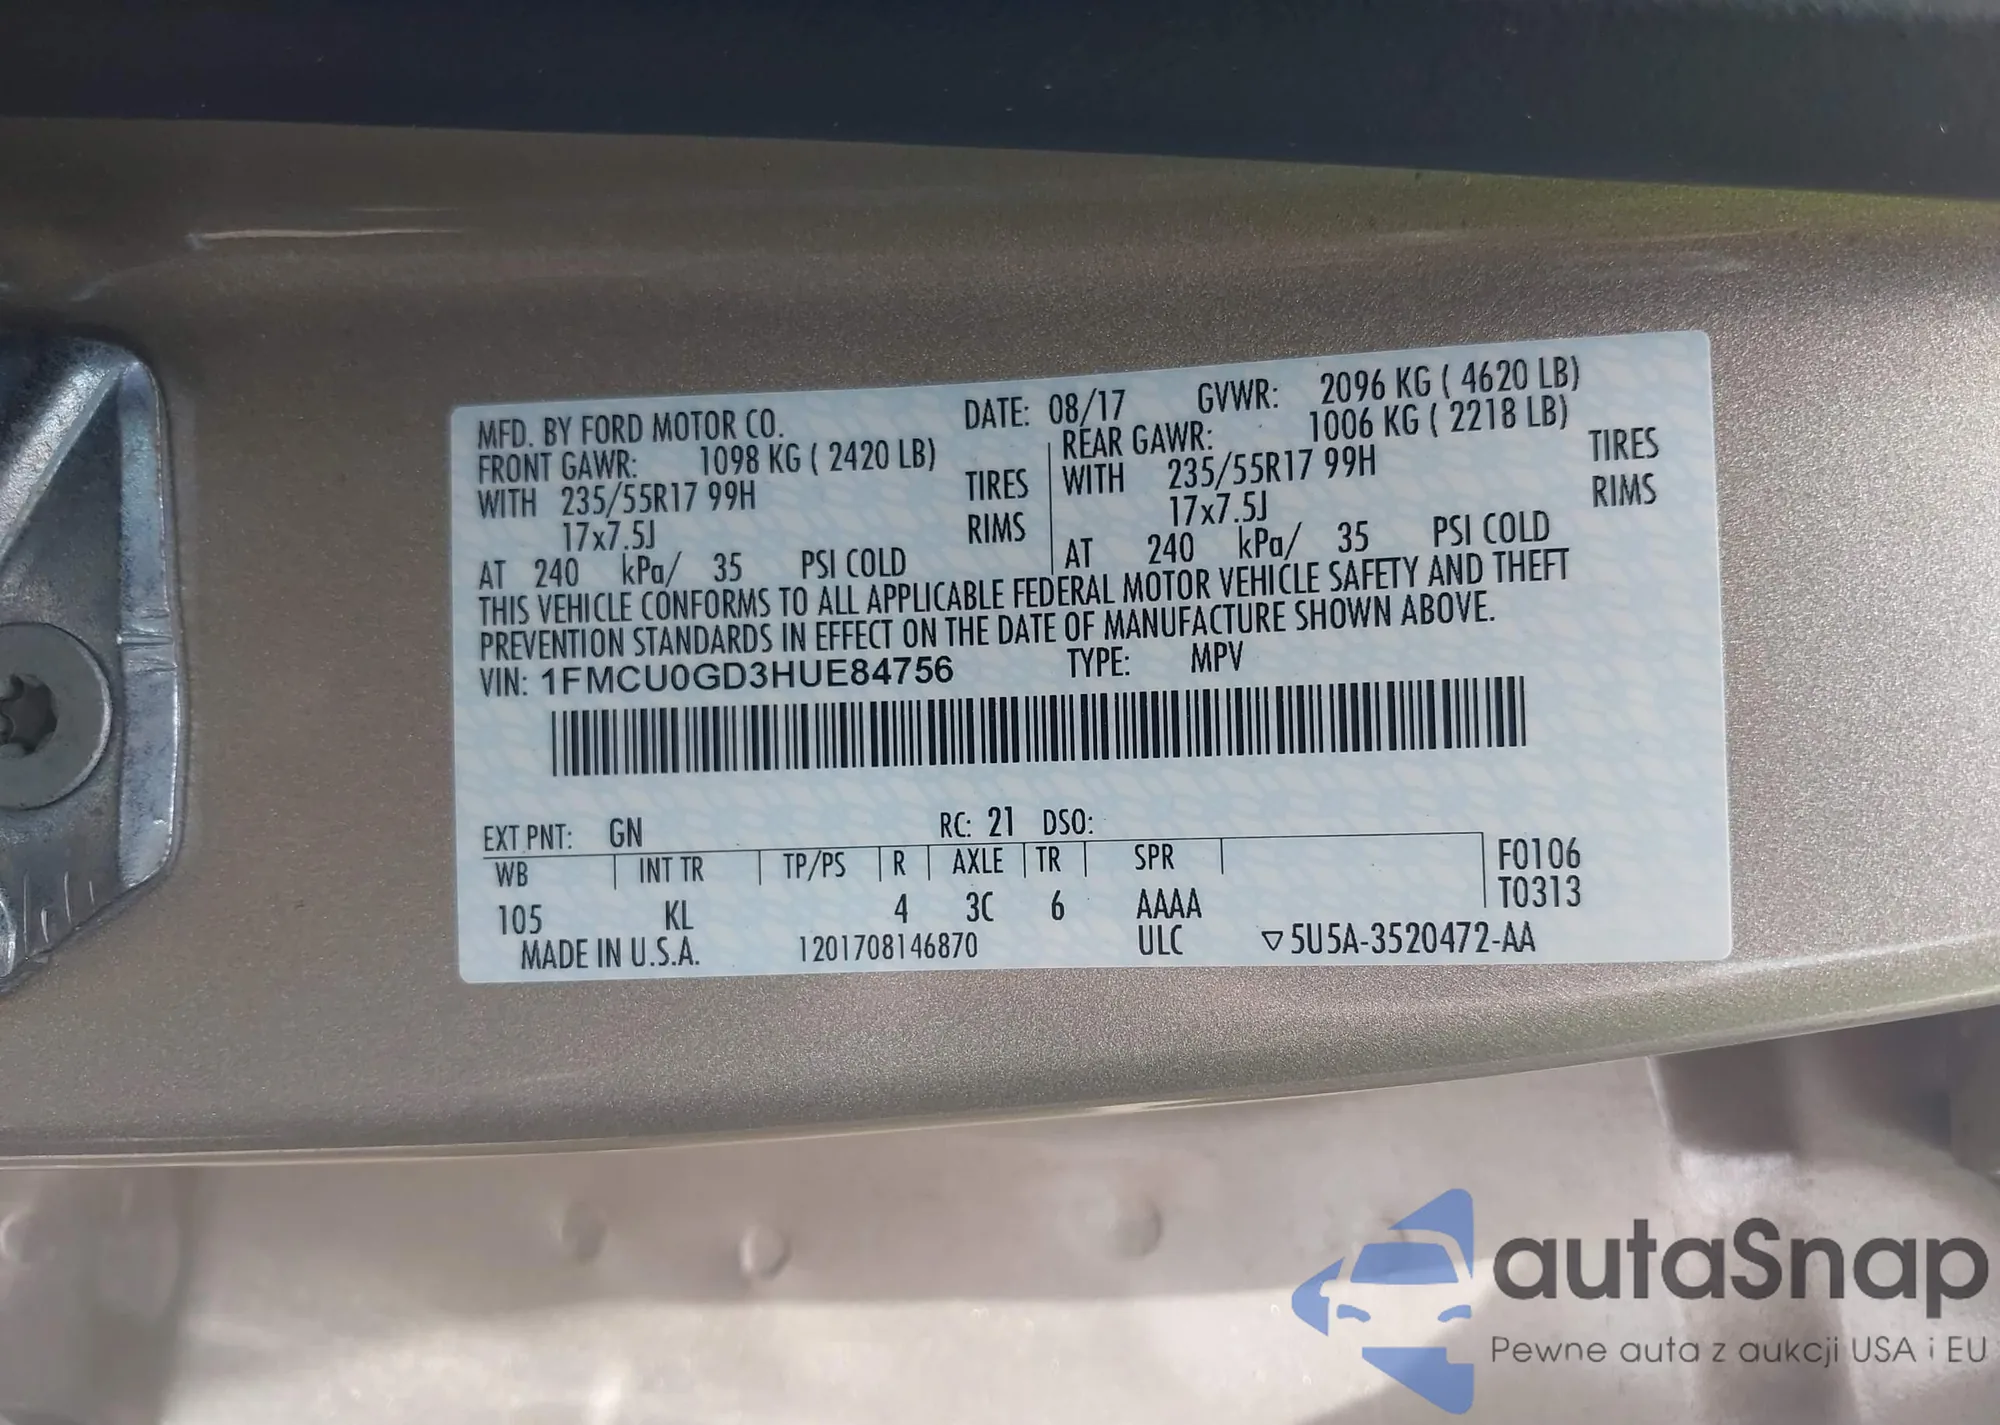 MFD. BY FORD MOTOR CO. DATE: 08/17 GVWR: 2096 KG ( 4620 LB)
FRONT GAWR: 1098 KG ( 2420 LB) REAR GAWR: 1006 KG ( 2218 LB)
WITH 235/55R17 99H TIRES WITH 235/55R17 99H TIRES
17x7.5J RIMS 17x7.5J RIMS
AT 240 kPa/ 35 PSI COLD AT 240 kPa/ 35 PSI COLD
THIS VEHICLE CONFORMS TO ALL APPLICABLE FEDERAL MOTOR VEHICLE SAFETY AND THEFT
PREVENTION STANDARDS IN EFFECT ON THE DATE OF MANUFACTURE SHOWN ABOVE.
VIN: 1FMCU0GD3HUE84756 TYPE: MPV
EXT PNT: GN RC: 21 DSO:
WB INT TR TP/PS R AXLE TR SPR F0106
105 KL 4 3C 6 AAAA T0313
MADE IN U.S.A. 1201708146870 ULC ▽5U5A-3520472-AA
autaSnap
Pewne auta z aukcji USA i EU